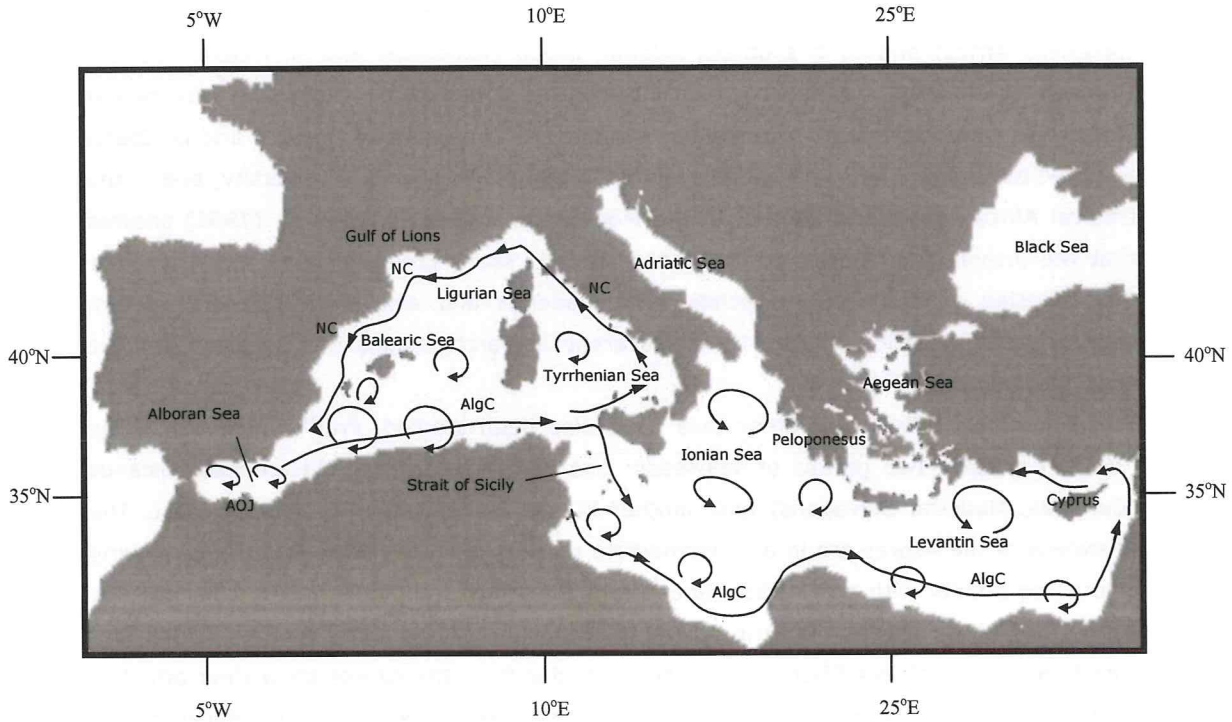 5°W
10°E
25°E
Black Sea
Gulf of Lions
Adriatic Sea
NC
Ligurian Sea
NC
NC
Balearic Sea
40°N
40°N
Tyrrhenian Sea
Aegean Sea
AlgC
Alboran Sea
Peloponesus
Ionian Sea
Strait of Sicily
35°N
35°N
Cyprus
AOJ
Levantin Sea
AlgC
AlgC
5°W
10°E
25°E